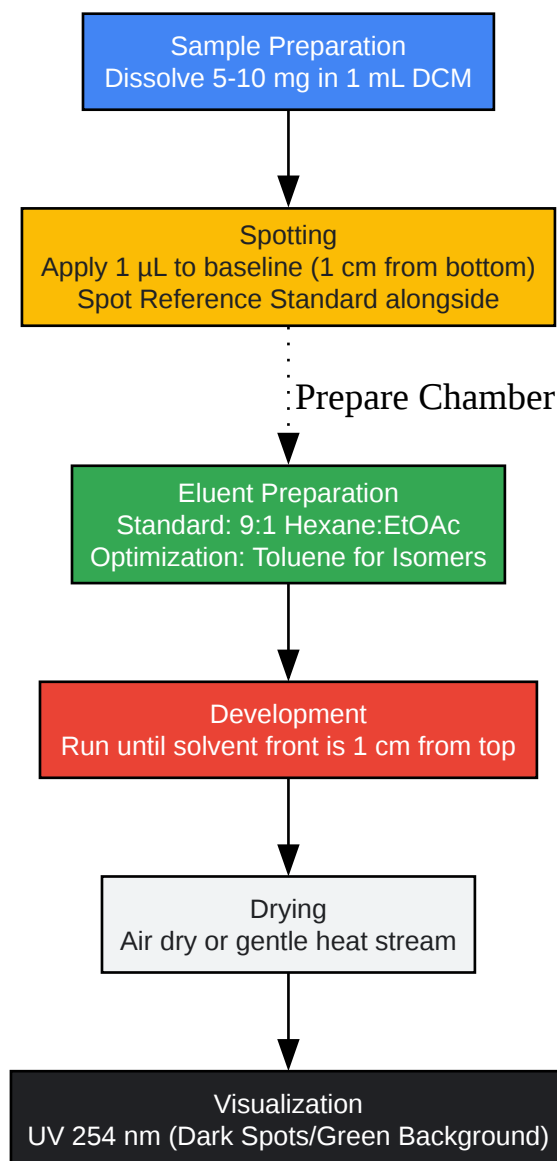 Sample Preparation
Dissolve 5-10 mg in 1 mL DCM
Spotting
Apply 1 µL to baseline (1 cm from bottom)
Spot Reference Standard alongside
Prepare Chamber
Eluent Preparation
Standard: 9:1 Hexane:EtOAc
Optimization: Toluene for Isomers
Development
Run until solvent front is 1 cm from top
Drying
Air dry or gentle heat stream
Visualization
UV 254 nm (Dark Spots/Green Background)